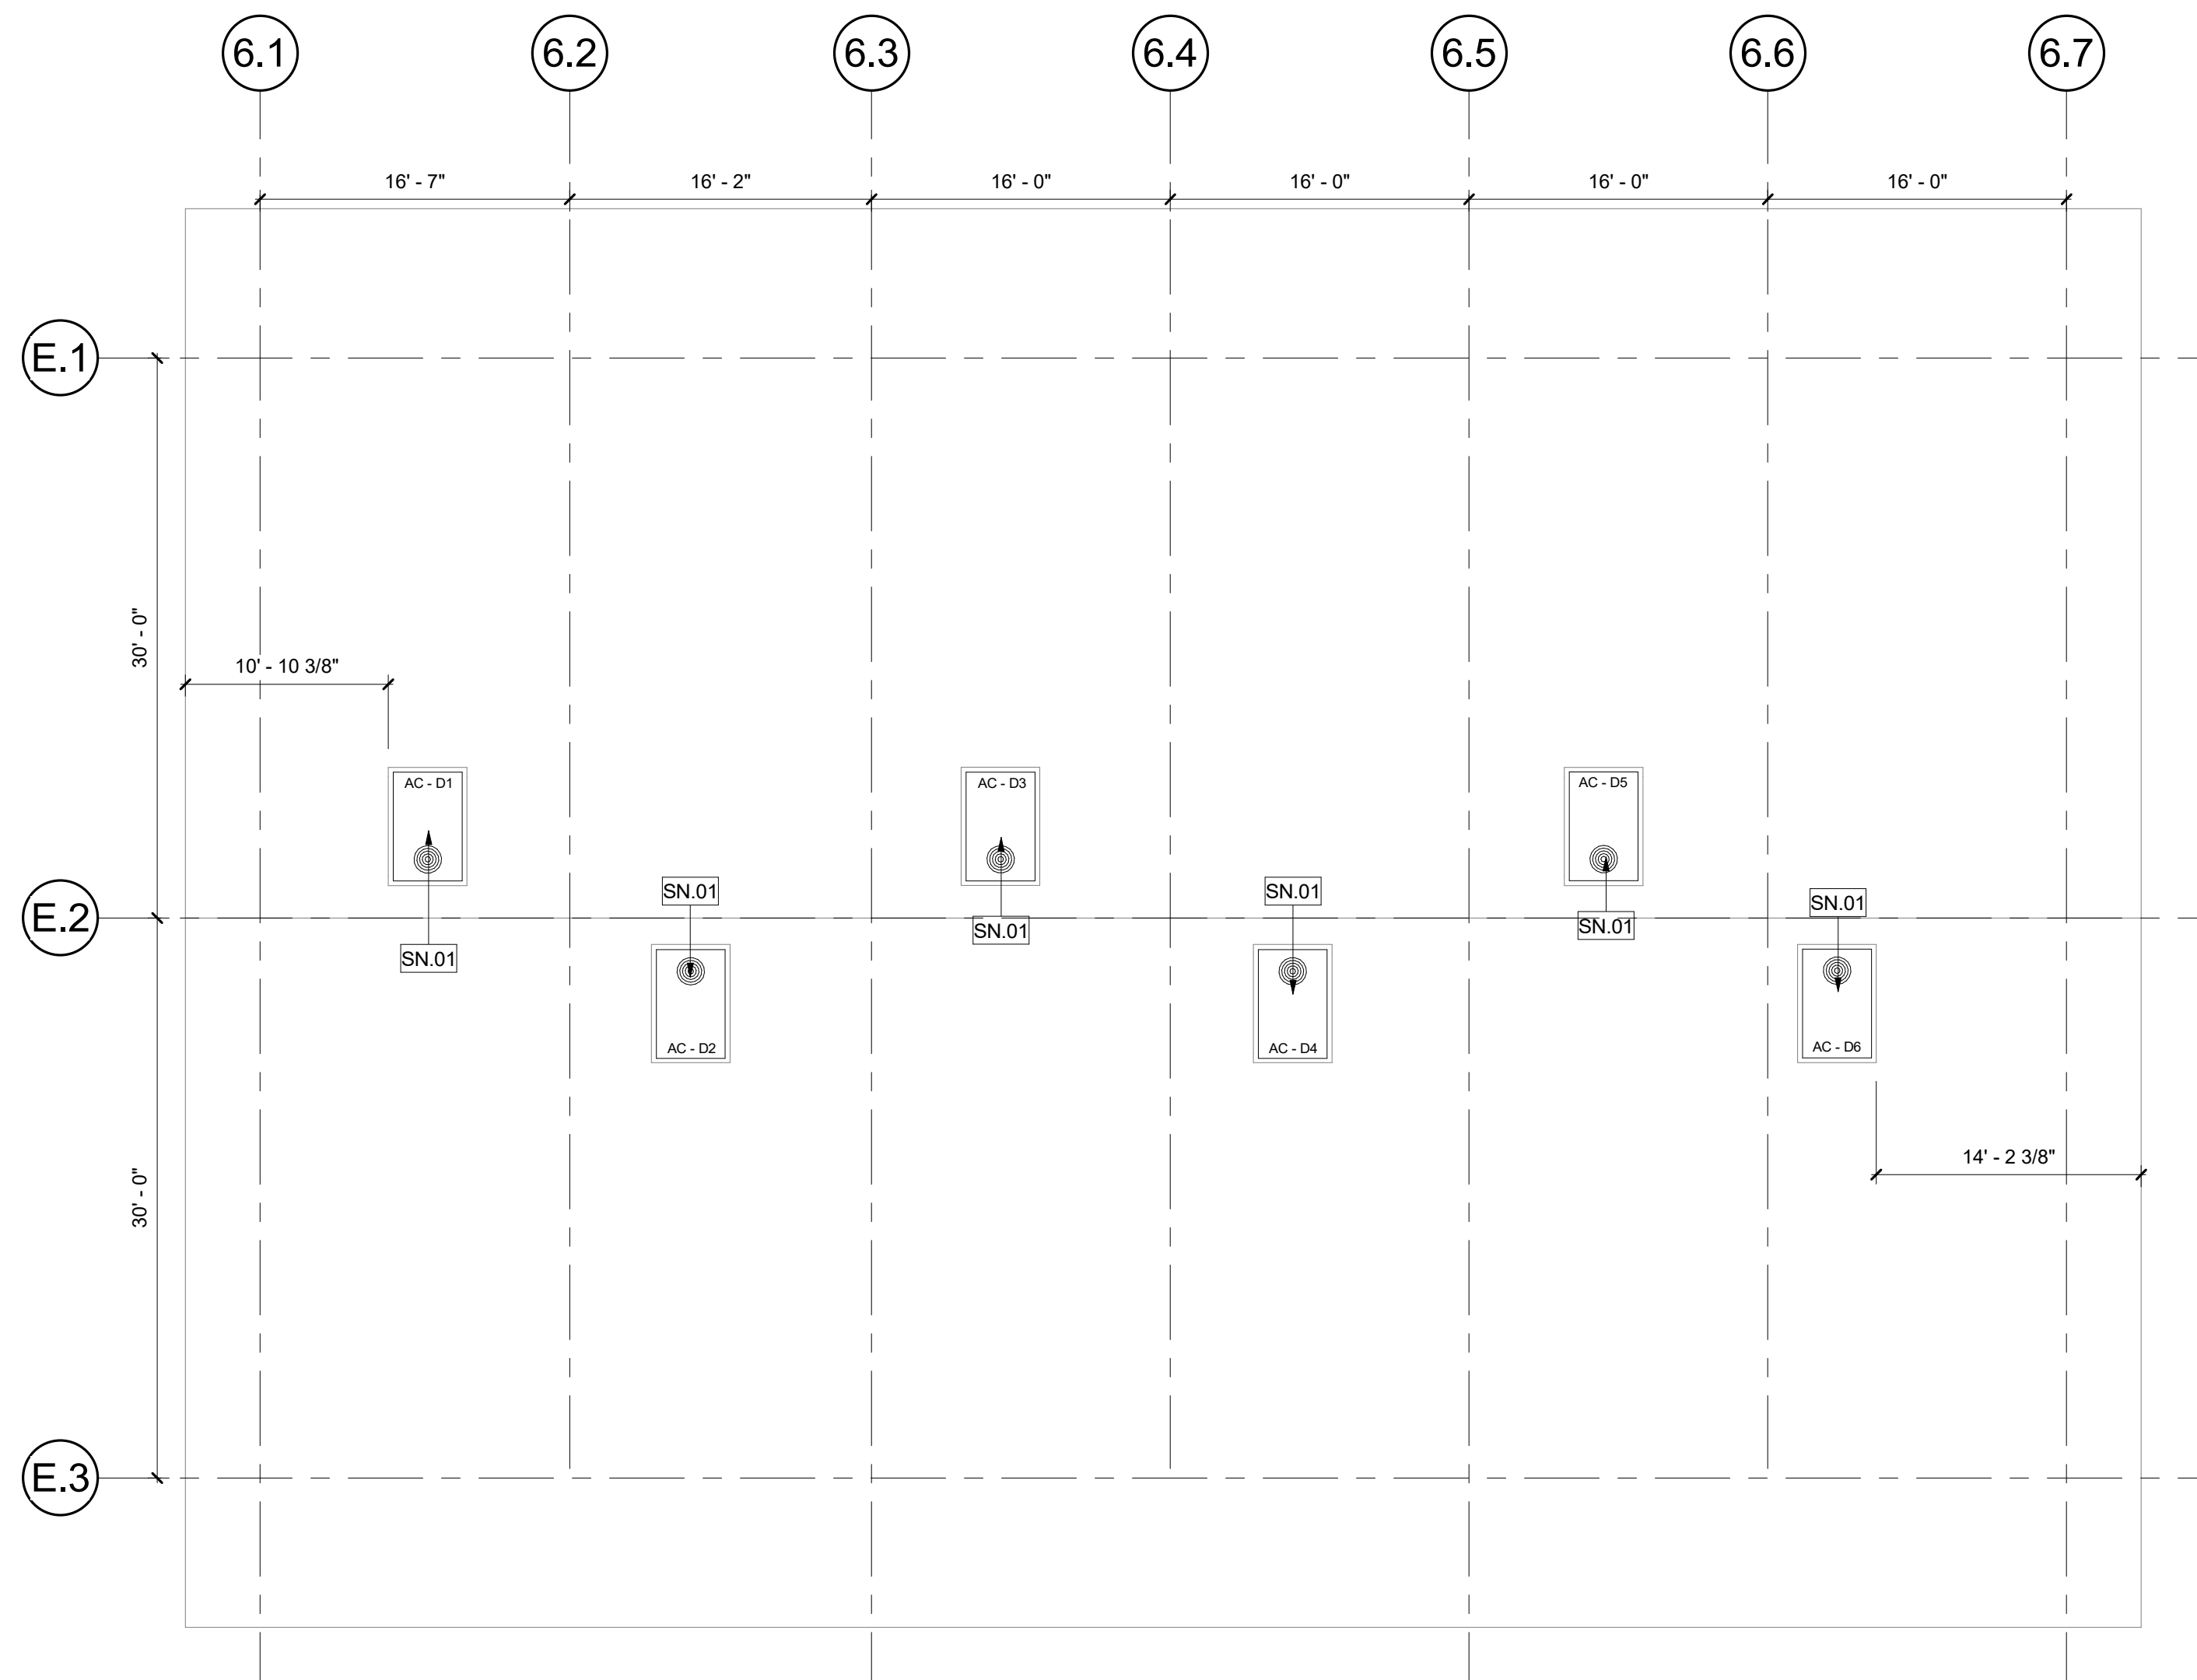 6.1 6.2 6.3 6.4 6.5 6.6 6.7
16' - 7" 16' - 2" 16' - 0" 16' - 0" 16' - 0" 16' - 0"
E.1
30' - 0"
10' - 10 3/8"
AC - D1 AC - D3 AC - D5
SN.01 SN.01 SN.01
E.2
SN.01 SN.01 SN.01
AC - D2 AC - D4 AC - D6
14' - 2 3/8"
30' - 0"
E.3